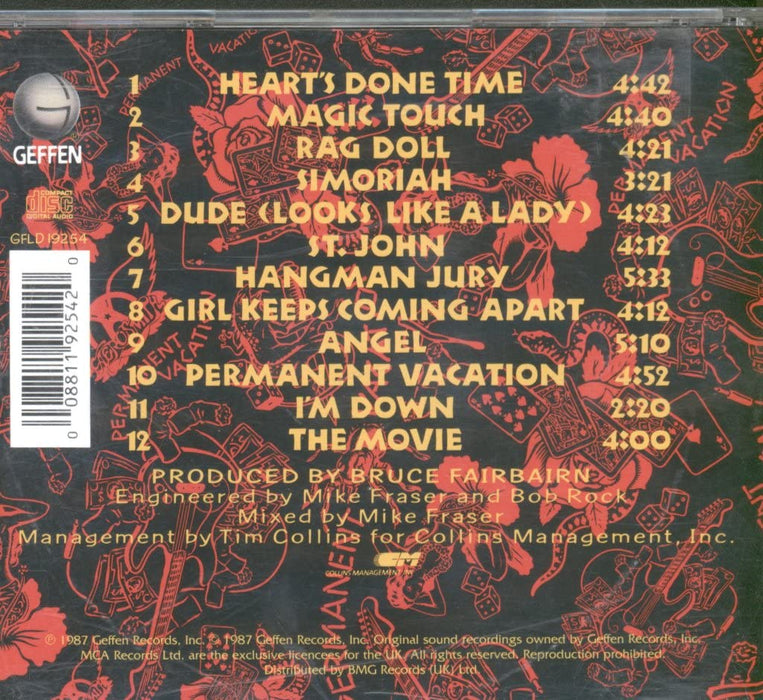 GEFFEN
COMPACT
disc
DIGITAL AUDIO
GFLD 19254
0 08811 92542 0
1 HEART'S DONE TIME 4:42
2 MAGIC TOUCH 4:40
3 RAG DOLL 4:21
4 SIMORIAH 3:21
5 DUDE (LOOKS LIKE A LADY) 4:23
6 ST. JOHN 4:12
7 HANGMAN JURY 5:33
8 GIRL KEEPS COMING APART 4:12
9 ANGEL 5:10
10 PERMANENT VACATION 4:52
11 I'M DOWN 2:20
12 THE MOVIE 4:00
PRODUCED BY BRUCE FAIRBAIRN
Engineered by Mike Fraser and Bob Rock
Mixed by Mike Fraser
Management by Tim Collins for Collins Management, Inc.
CM
COLLINS MANAGEMENT INC
℗ 1987 Geffen Records, Inc. © 1987 Geffen Records, Inc. Original sound recordings owned by Geffen Records, Inc.
MCA Records Ltd. are the exclusive licencees for the UK. All rights reserved. Reproduction prohibited.
Distributed by BMG Records (UK) Ltd.
PERMANENT VACATION
PERMANENT VACATION
PERMANENT VACATION